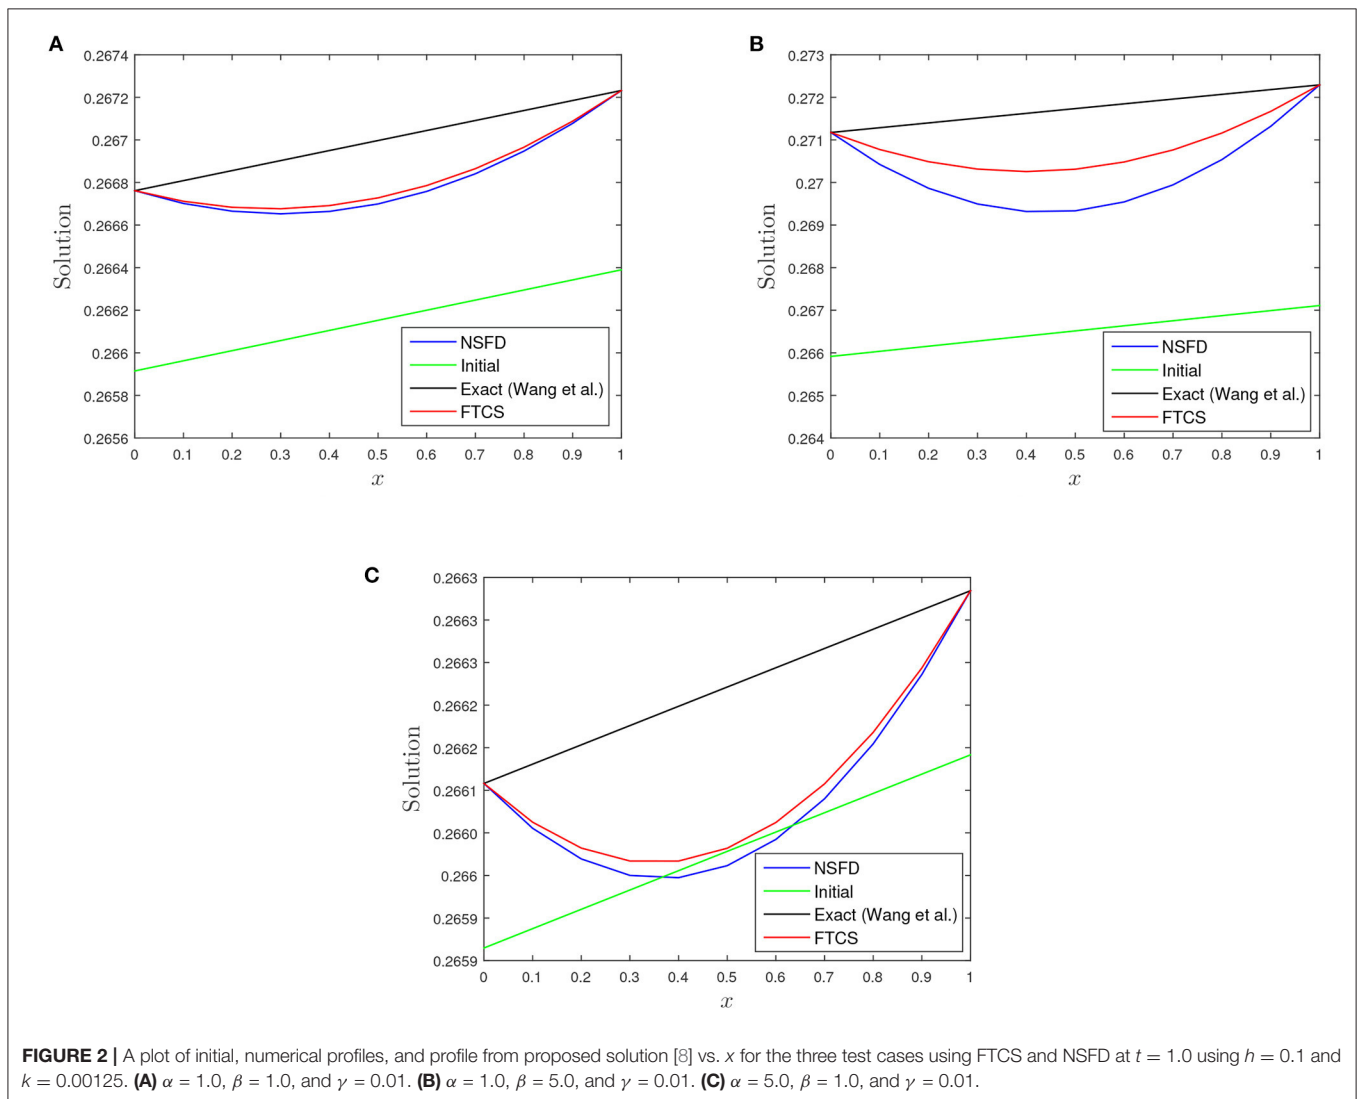 A
0.2674
0.2672
0.267
0.2668
0.2666
0.2664
0.2662
0.266
0.2658
0.2656
Solution
0 0.1 0.2 0.3 0.4 0.5 0.6 0.7 0.8 0.9 1
x
NSFD
Initial
Exact (Wang et al.)
FTCS
B
0.273
0.272
0.271
0.27
0.269
0.268
0.267
0.266
0.265
0.264
Solution
0 0.1 0.2 0.3 0.4 0.5 0.6 0.7 0.8 0.9 1
x
NSFD
Initial
Exact (Wang et al.)
FTCS
C
0.2663
0.2663
0.2663
0.2662
0.2662
0.2661
0.2660
0.266
0.2659
0.2659
Solution
0 0.1 0.2 0.3 0.4 0.5 0.6 0.7 0.8 0.9 1
x
NSFD
Initial
Exact (Wang et al.)
FTCS
FIGURE 2 | A plot of initial, numerical profiles, and profile from proposed solution [8] vs. x for the three test cases using FTCS and NSFD at t = 1.0 using h = 0.1 and
k = 0.00125. (A) α = 1.0, β = 1.0, and γ = 0.01. (B) α = 1.0, β = 5.0, and γ = 0.01. (C) α = 5.0, β = 1.0, and γ = 0.01.